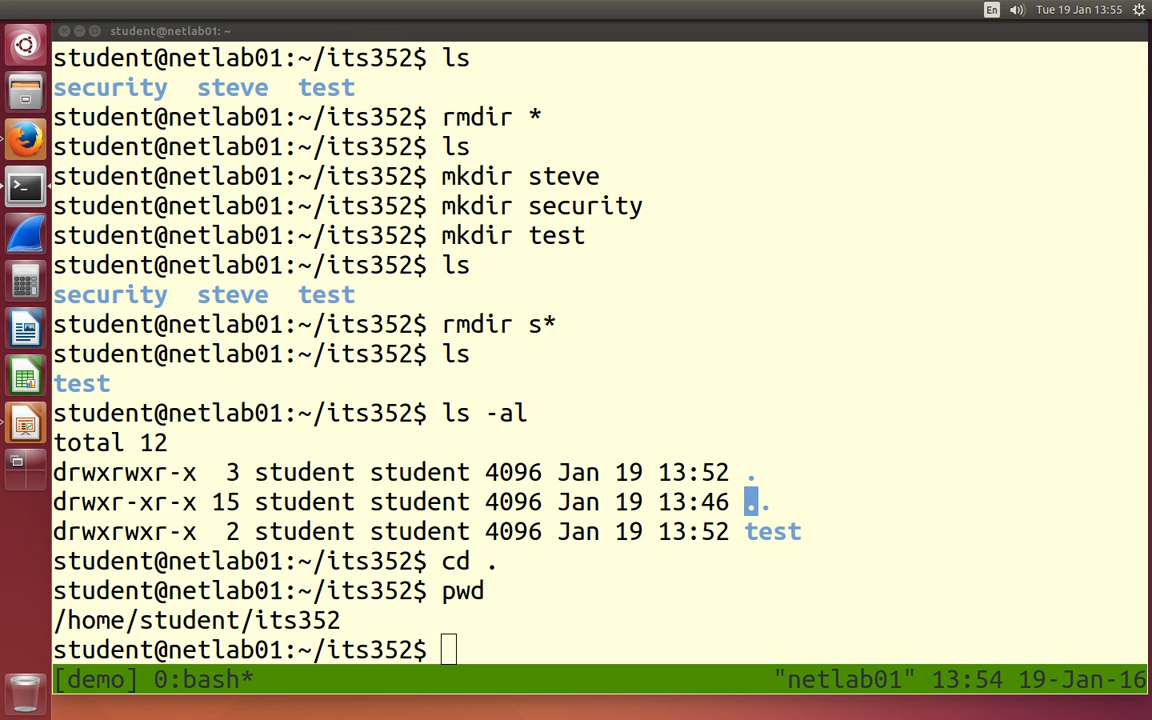 En Tue 19 Jan 13:55
student@netlab01: ~
student@netlab01:~/its352$ ls
security  steve  test
student@netlab01:~/its352$ rmdir *
student@netlab01:~/its352$ ls
student@netlab01:~/its352$ mkdir steve
student@netlab01:~/its352$ mkdir security
student@netlab01:~/its352$ mkdir test
student@netlab01:~/its352$ ls
security  steve  test
student@netlab01:~/its352$ rmdir s*
student@netlab01:~/its352$ ls
test
student@netlab01:~/its352$ ls -al
total 12
drwxrwxr-x  3 student student 4096 Jan 19 13:52 .
drwxr-xr-x 15 student student 4096 Jan 19 13:46 ..
drwxrwxr-x  2 student student 4096 Jan 19 13:52 test
student@netlab01:~/its352$ cd .
student@netlab01:~/its352$ pwd
/home/student/its352
student@netlab01:~/its352$
[demo] 0:bash* "netlab01" 13:54 19-Jan-16